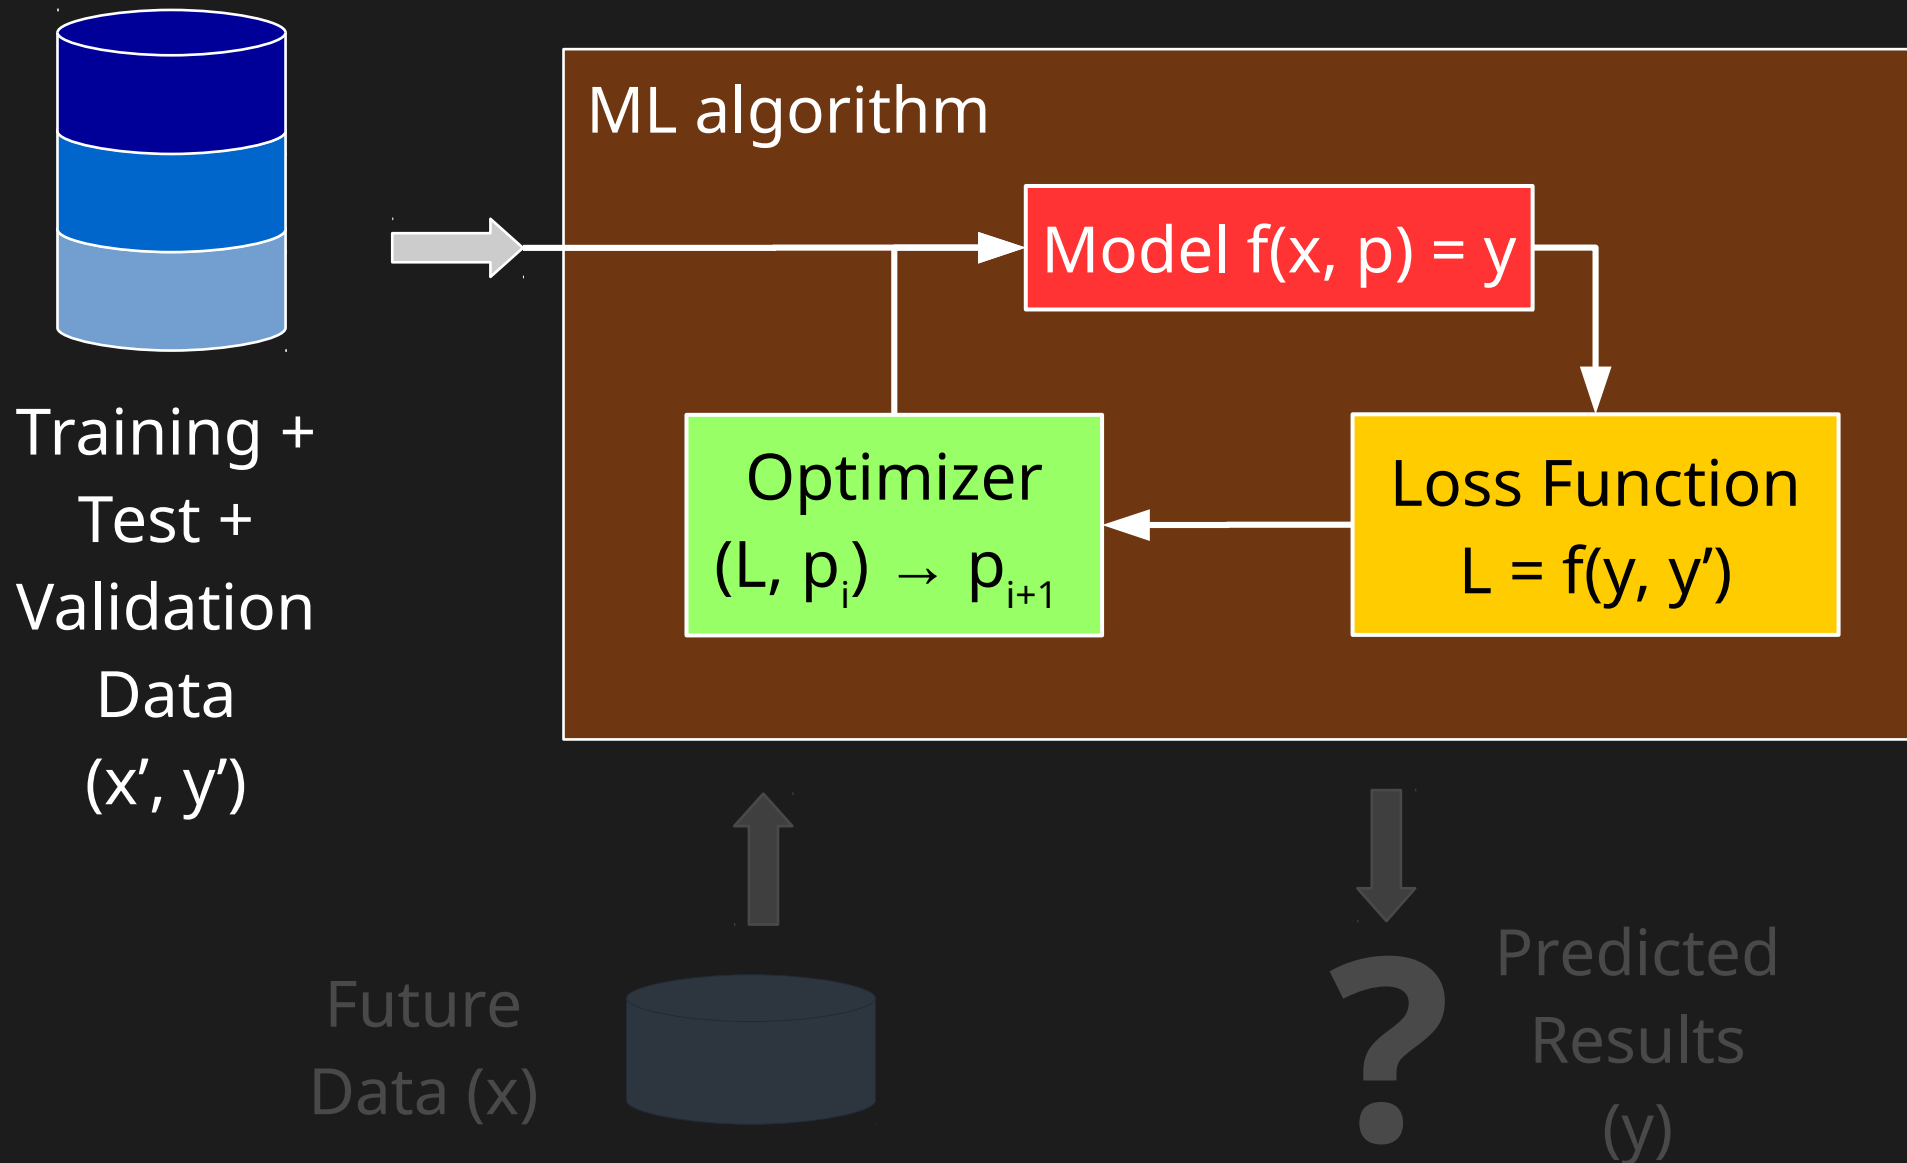 ML algorithm
Model f(x, p) = y
Training +
Test +
Validation
Data
(x’, y’)
Optimizer
(L, pᵢ) → pᵢ₊₁
Loss Function
L = f(y, y’)
Future
Data (x)
?
Predicted
Results
(y)